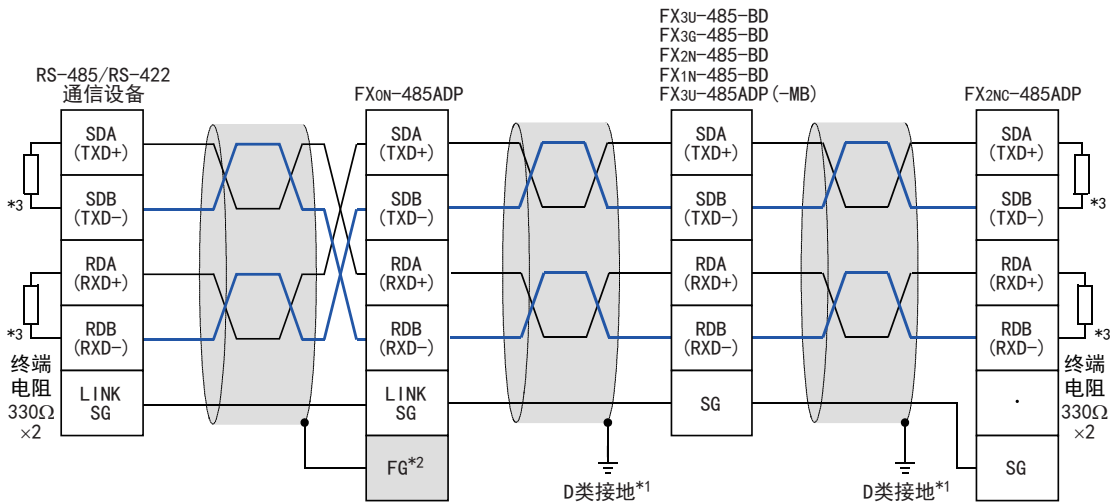 FX3U-485-BD
FX3G-485-BD
FX2N-485-BD
FX1N-485-BD
FX3U-485ADP(-MB)
RS-485/RS-422
通信设备
FX0N-485ADP
FX2NC-485ADP
SDA
(TXD+)
SDB
(TXD-)
RDA
(RXD+)
RDB
(RXD-)
LINK
SG
*3
*3
终端
电阻
330Ω
×2
SDA
(TXD+)
SDB
(TXD-)
RDA
(RXD+)
RDB
(RXD-)
LINK
SG
FG*2
SDA
(TXD+)
SDB
(TXD-)
RDA
(RXD+)
RDB
(RXD-)
SG
D类接地*1
D类接地*1
SDA
(TXD+)
SDB
(TXD-)
RDA
(RXD+)
RDB
(RXD-)
·
SG
*3
*3
终端
电阻
330Ω
×2